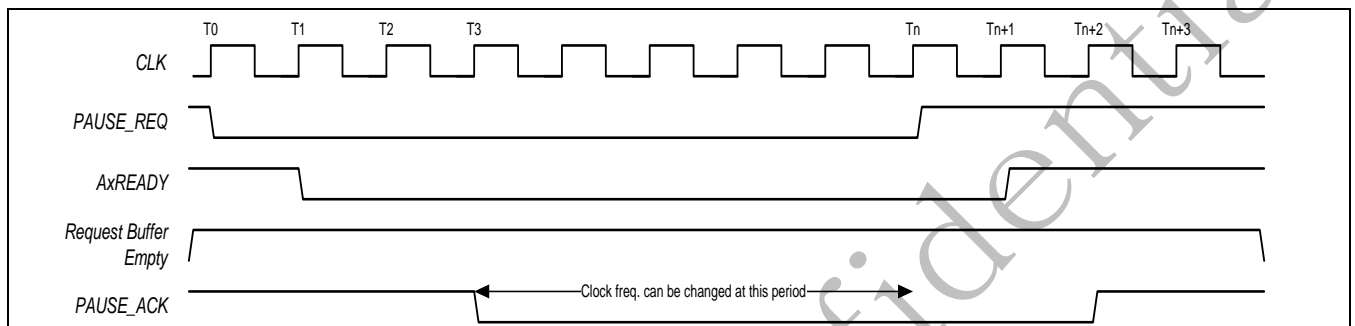 T0 T1 T2 T3 Tn Tn+1 Tn+2 Tn+3
CLK
PAUSE_REQ
AxREADY
Request Buffer
Empty
PAUSE_ACK Clock freq. can be changed at this period